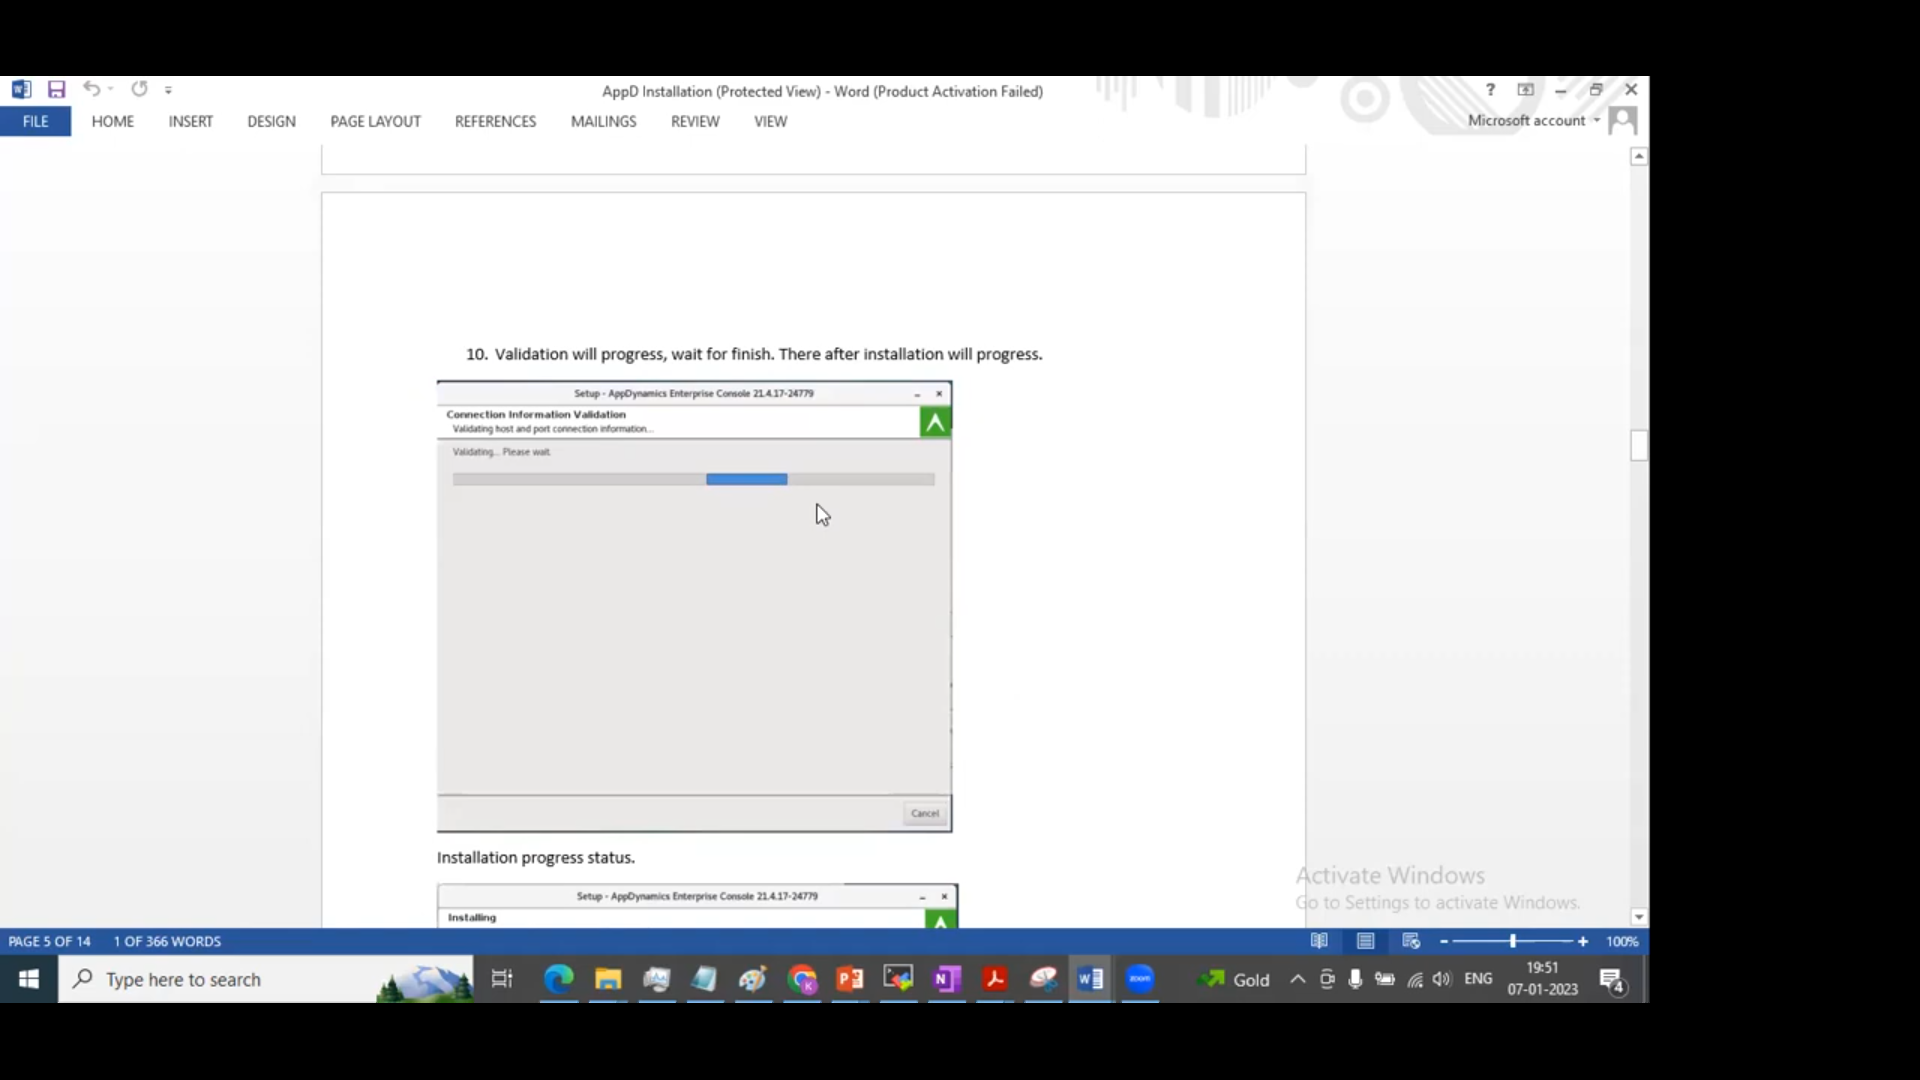 AppD Installation (Protected View) - Word (Product Activation Failed)
?
FILE HOME INSERT DESIGN PAGE LAYOUT REFERENCES MAILINGS REVIEW VIEW
Microsoft account
10. Validation will progress, wait for finish. There after installation will progress.
Setup - AppDynamics Enterprise Console 21.4.17-24779
Connection Information Validation
Validating host and port connection information...
Validating... Please wait.
Cancel
Installation progress status.
Setup - AppDynamics Enterprise Console 21.4.17-24779
Installing
Activate Windows
Go to Settings to activate Windows.
PAGE 5 OF 14 1 OF 366 WORDS
100%
Type here to search
zoom
Gold
ENG
19:51
07-01-2023
4